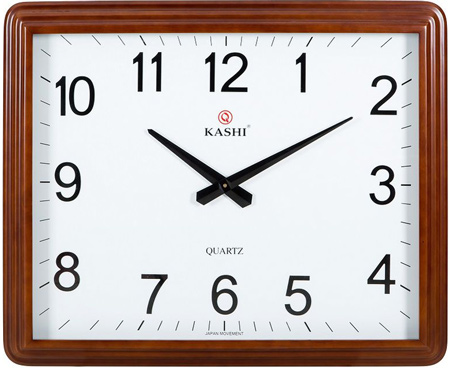 11 12 1
10 2
KASHI®
9 3
QUARTZ
8 4
7 6 5
JAPAN MOVEMENT